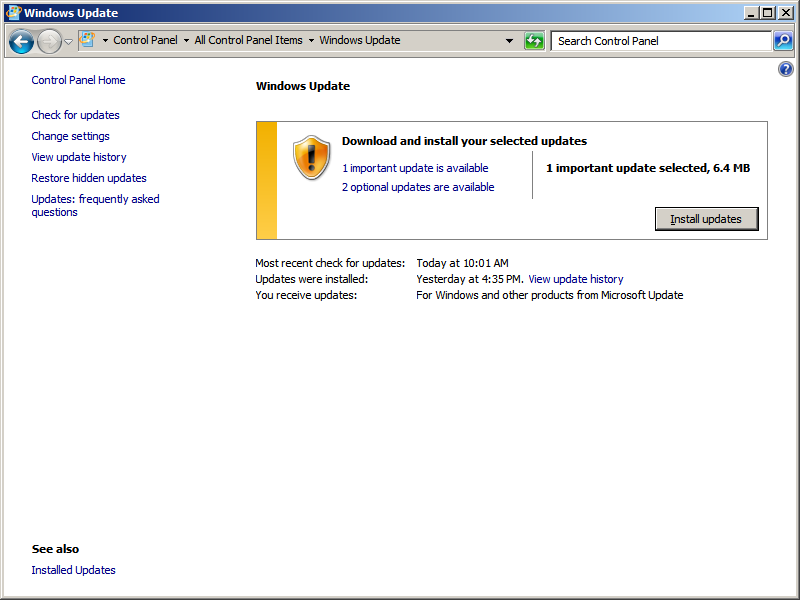 Windows Update
Control Panel All Control Panel Items Windows Update
Search Control Panel
Control Panel Home
Check for updates
Change settings
View update history
Restore hidden updates
Updates: frequently asked
questions
Windows Update
Download and install your selected updates
1 important update is available
2 optional updates are available
1 important update selected, 6.4 MB
Install updates
Most recent check for updates: Today at 10:01 AM
Updates were installed: Yesterday at 4:35 PM. View update history
You receive updates: For Windows and other products from Microsoft Update
See also
Installed Updates